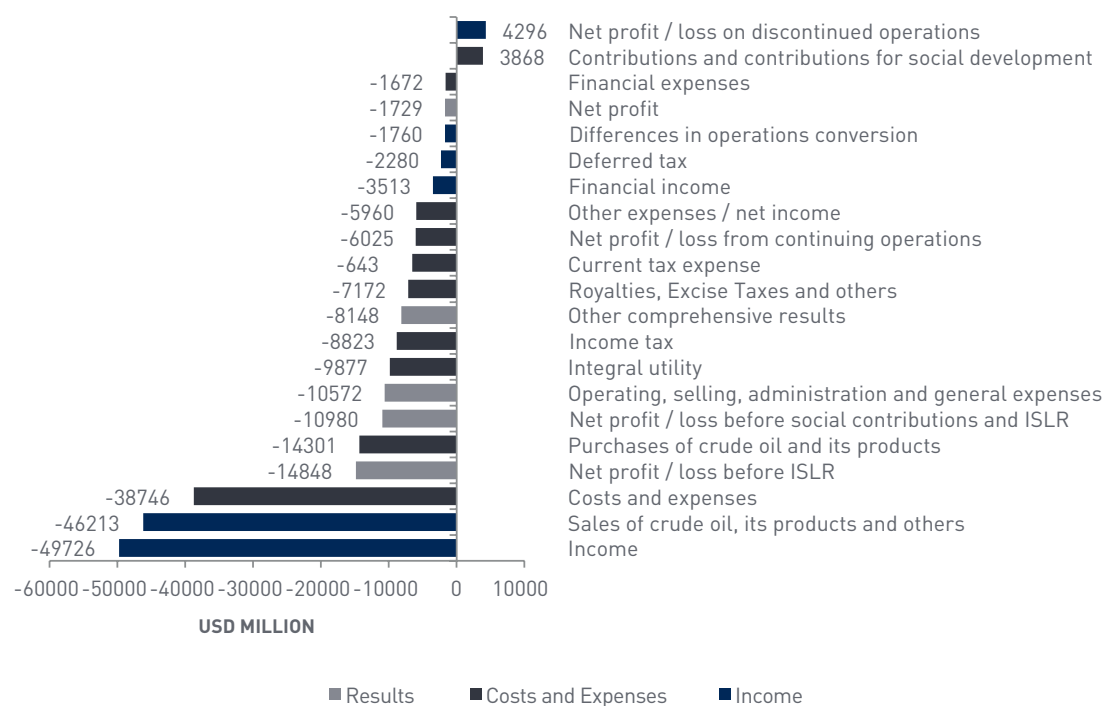 4296 Net profit / loss on discontinued operations
3868 Contributions and contributions for social development
-1672 Financial expenses
-1729 Net profit
-1760 Differences in operations conversion
-2280 Deferred tax
-3513 Financial income
-5960 Other expenses / net income
-6025 Net profit / loss from continuing operations
-643 Current tax expense
-7172 Royalties, Excise Taxes and others
-8148 Other comprehensive results
-8823 Income tax
-9877 Integral utility
-10572 Operating, selling, administration and general expenses
-10980 Net profit / loss before social contributions and ISLR
-14301 Purchases of crude oil and its products
-14848 Net profit / loss before ISLR
-38746 Costs and expenses
-46213 Sales of crude oil, its products and others
-49726 Income
-60000 -50000 -40000 -30000 -20000 -10000 0 10000
USD MILLION
Results Costs and Expenses Income